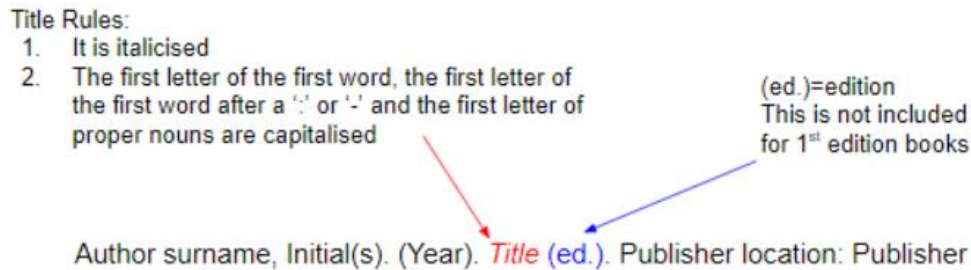 Title Rules:
1. It is italicised
2. The first letter of the first word, the first letter of
the first word after a ‘:’ or ‘-’ and the first letter of
proper nouns are capitalised
(ed.)=edition
This is not included
for 1st edition books
Author surname, Initial(s). (Year). Title (ed.). Publisher location: Publisher